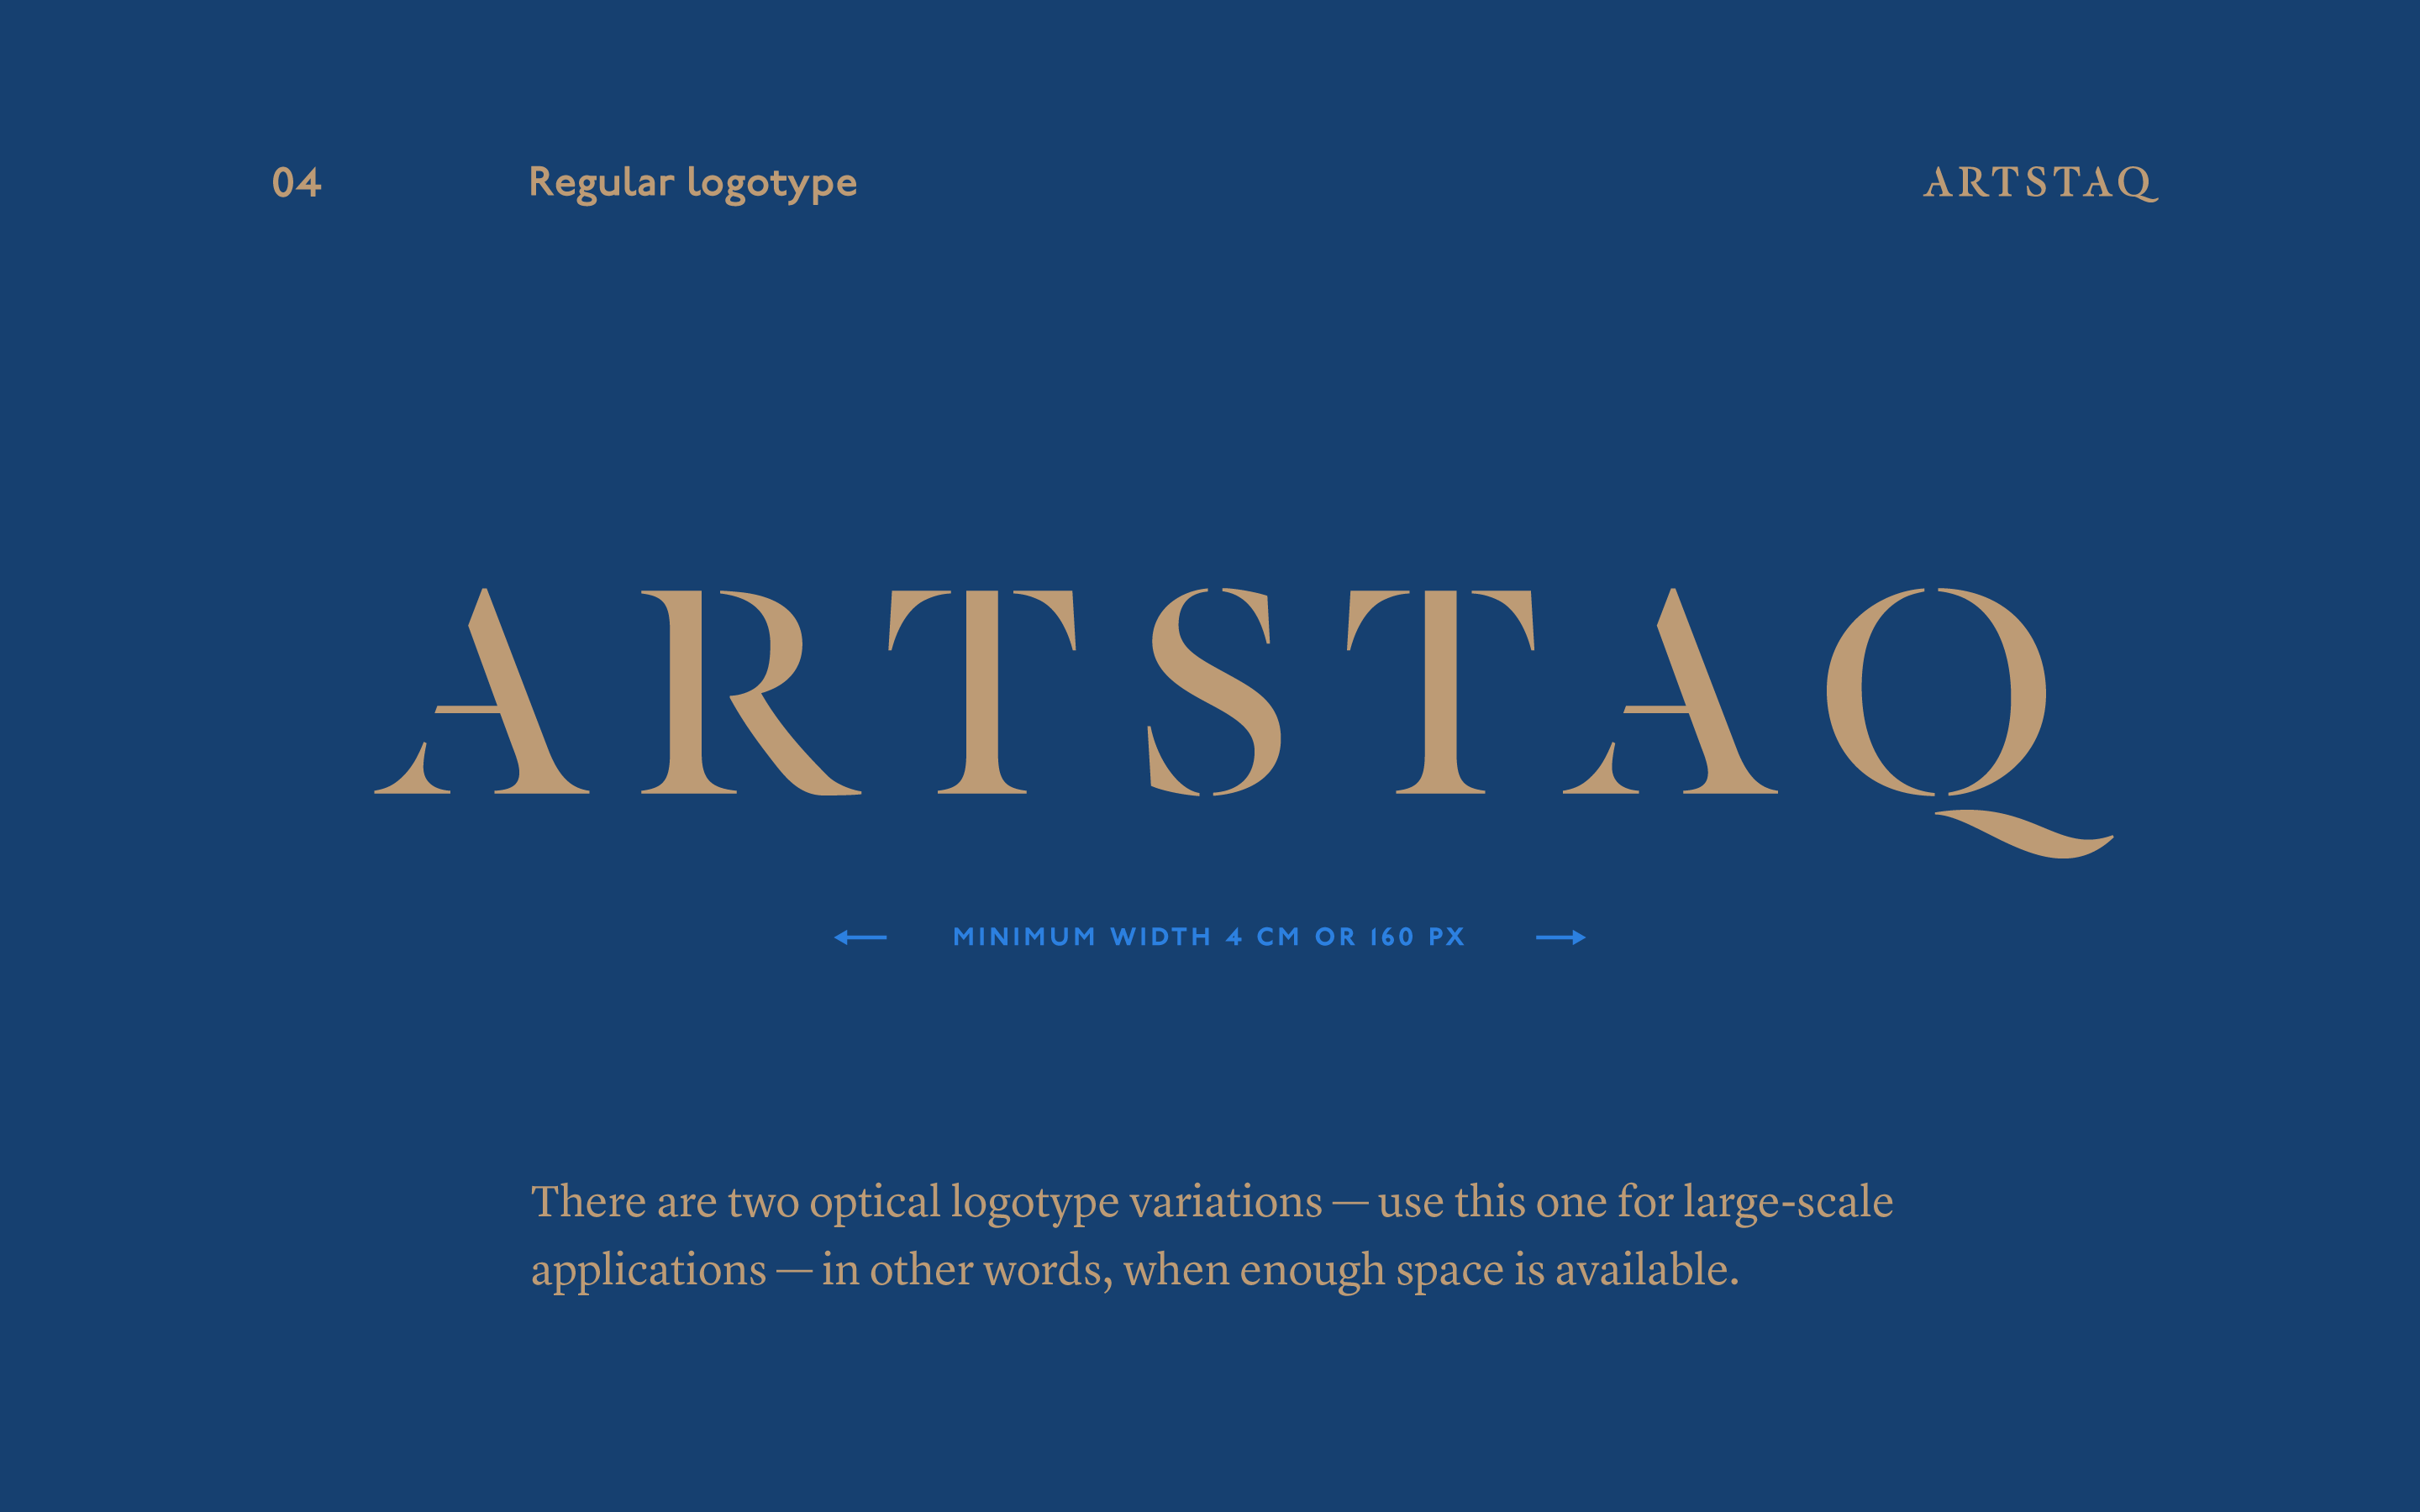 04
Regular logotype
ARTSTAQ
ARTSTAQ
MINIMUM WIDTH 4 CM OR 160 PX
There are two optical logotype variations — use this one for large-scale
applications — in other words, when enough space is available.